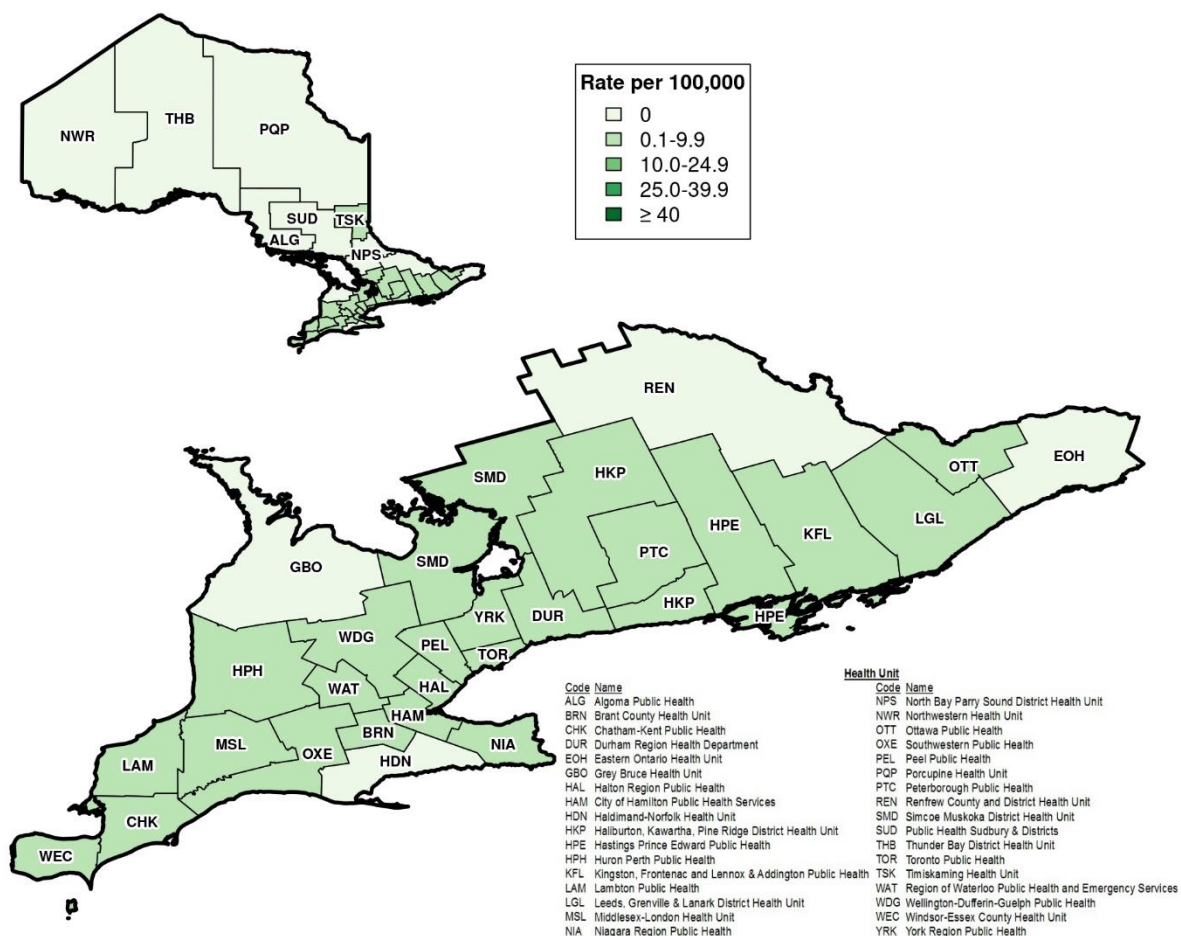 Rate per 100,000
0
0.1-9.9
10.0-24.9
25.0-39.9
≥ 40
NWR
THB
PQP
SUD
TSK
ALG
NPS
REN
SMD
HKP
OTT
EOH
HPE
KFL
LGL
PTC
GBO
SMD
YRK
DUR
HKP
HPE
WDG
PEL
TOR
HPH
WAT
HAL
HAM
BRN
NIA
MSL
OXE
HDN
LAM
CHK
WEC
Health Unit
Code Name
ALG Algoma Public Health
BRN Brant County Health Unit
CHK Chatham-Kent Public Health
DUR Durham Region Health Department
EOH Eastern Ontario Health Unit
GBO Grey Bruce Health Unit
HAL Halton Region Public Health
HAM City of Hamilton Public Health Services
HDN Haldimand-Norfolk Health Unit
HKP Haliburton, Kawartha, Pine Ridge District Health Unit
HPE Hastings Prince Edward Public Health
HPH Huron Perth Public Health
KFL Kingston, Frontenac and Lennox & Addington Public Health
LAM Lambton Public Health
LGL Leeds, Grenville & Lanark District Health Unit
MSL Middlesex-London Health Unit
NIA Niagara Region Public Health
Code Name
NPS North Bay Parry Sound District Health Unit
NWR Northwestern Health Unit
OTT Ottawa Public Health
OXE Southwestern Public Health
PEL Peel Public Health
PQP Porcupine Health Unit
PTC Peterborough Public Health
REN Renfrew County and District Health Unit
SMD Simcoe Muskoka District Health Unit
SUD Public Health Sudbury & Districts
THB Thunder Bay District Health Unit
TOR Toronto Public Health
TSK Timiskaming Health Unit
WAT Region of Waterloo Public Health and Emergency Services
WDG Wellington-Dufferin-Guelph Public Health
WEC Windsor-Essex County Health Unit
YRK York Region Public Health